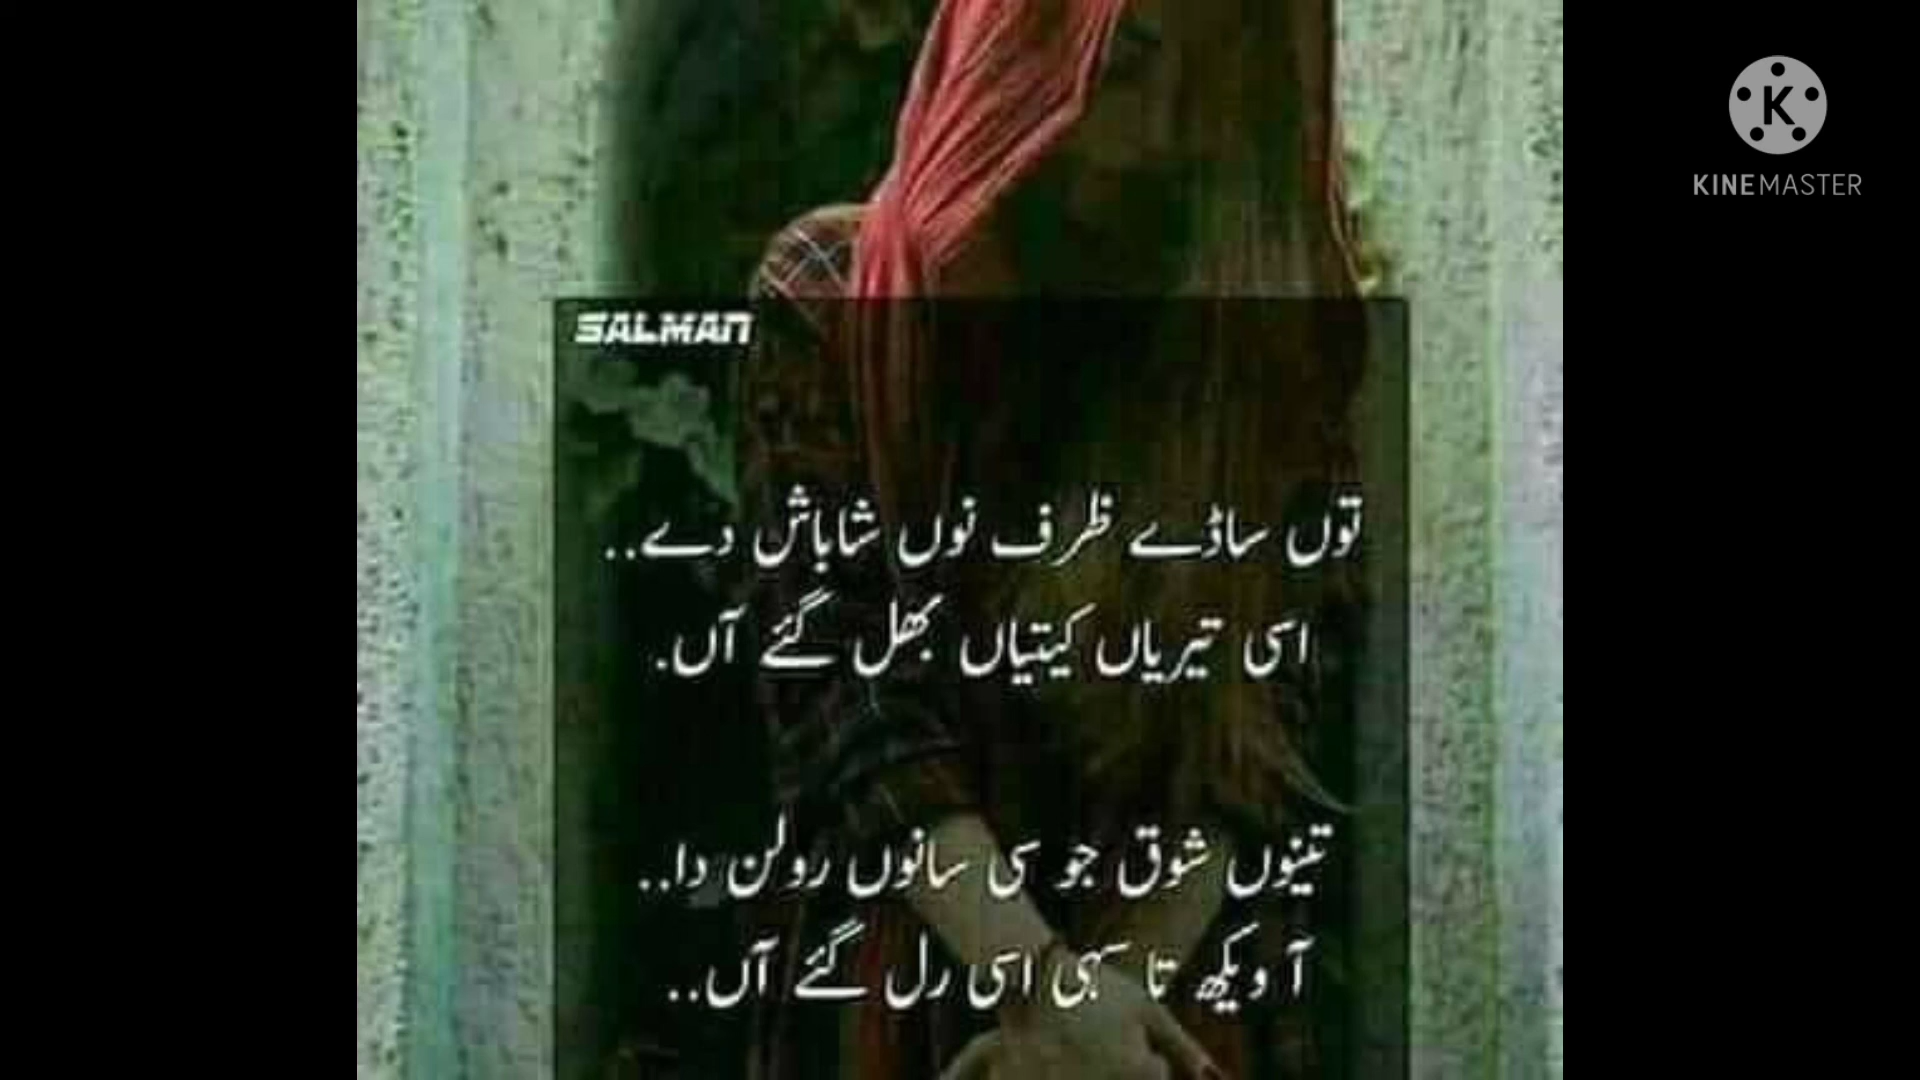 KINEMASTER
SALMAN
توں ساڈے ظرف نوں شاباش دے..
اسی تیریاں کیتیاں بھل گئے آں.
تینوں شوق جو سی سانوں رولن دا..
آ ویکھ تا سہی اسی رل گئے آں..